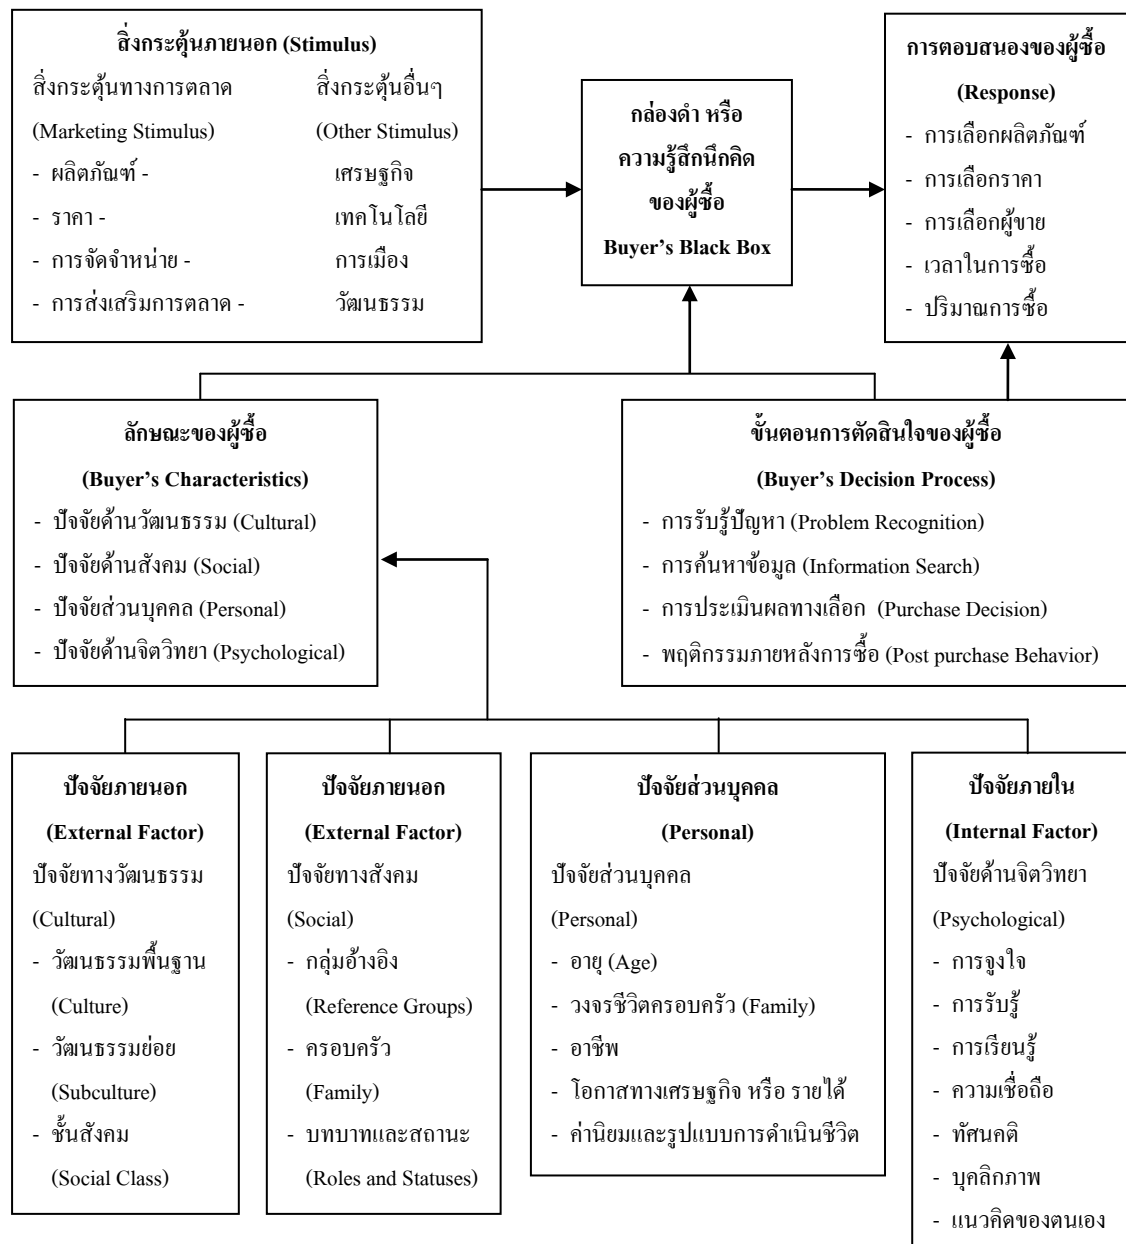 สิ่งกระตุ้นภายนอก (Stimulus)
สิ่งกระตุ้นทางการตลาด สิ่งกระตุ้นอื่นๆ
(Marketing Stimulus) (Other Stimulus)
- ผลิตภัณฑ์ - เศรษฐกิจ
- ราคา - เทคโนโลยี
- การจัดจำหน่าย - การเมือง
- การส่งเสริมการตลาด - วัฒนธรรม
กล่องดำ หรือ
ความรู้สึกนึกคิด
ของผู้ซื้อ
Buyer’s Black Box
การตอบสนองของผู้ซื้อ
(Response)
- การเลือกผลิตภัณฑ์
- การเลือกราคา
- การเลือกผู้ขาย
- เวลาในการซื้อ
- ปริมาณการซื้อ
ลักษณะของผู้ซื้อ
(Buyer’s Characteristics)
- ปัจจัยด้านวัฒนธรรม (Cultural)
- ปัจจัยด้านสังคม (Social)
- ปัจจัยส่วนบุคคล (Personal)
- ปัจจัยด้านจิตวิทยา (Psychological)
ขั้นตอนการตัดสินใจของผู้ซื้อ
(Buyer’s Decision Process)
- การรับรู้ปัญหา (Problem Recognition)
- การค้นหาข้อมูล (Information Search)
- การประเมินผลทางเลือก (Purchase Decision)
- พฤติกรรมภายหลังการซื้อ (Post purchase Behavior)
ปัจจัยภายนอก
(External Factor)
ปัจจัยทางวัฒนธรรม
(Cultural)
- วัฒนธรรมพื้นฐาน
(Culture)
- วัฒนธรรมย่อย
(Subculture)
- ชั้นสังคม
(Social Class)
ปัจจัยภายนอก
(External Factor)
ปัจจัยทางสังคม
(Social)
- กลุ่มอ้างอิง
(Reference Groups)
- ครอบครัว
(Family)
- บทบาทและสถานะ
(Roles and Statuses)
ปัจจัยส่วนบุคคล
(Personal)
ปัจจัยส่วนบุคคล
(Personal)
- อายุ (Age)
- วงจรชีวิตครอบครัว (Family)
- อาชีพ
- โอกาสทางเศรษฐกิจ หรือ รายได้
- ค่านิยมและรูปแบบการดำเนินชีวิต
ปัจจัยภายใน
(Internal Factor)
ปัจจัยด้านจิตวิทยา
(Psychological)
- การจูงใจ
- การรับรู้
- การเรียนรู้
- ความเชื่อถือ
- ทัศนคติ
- บุคลิกภาพ
- แนวคิดของตนเอง